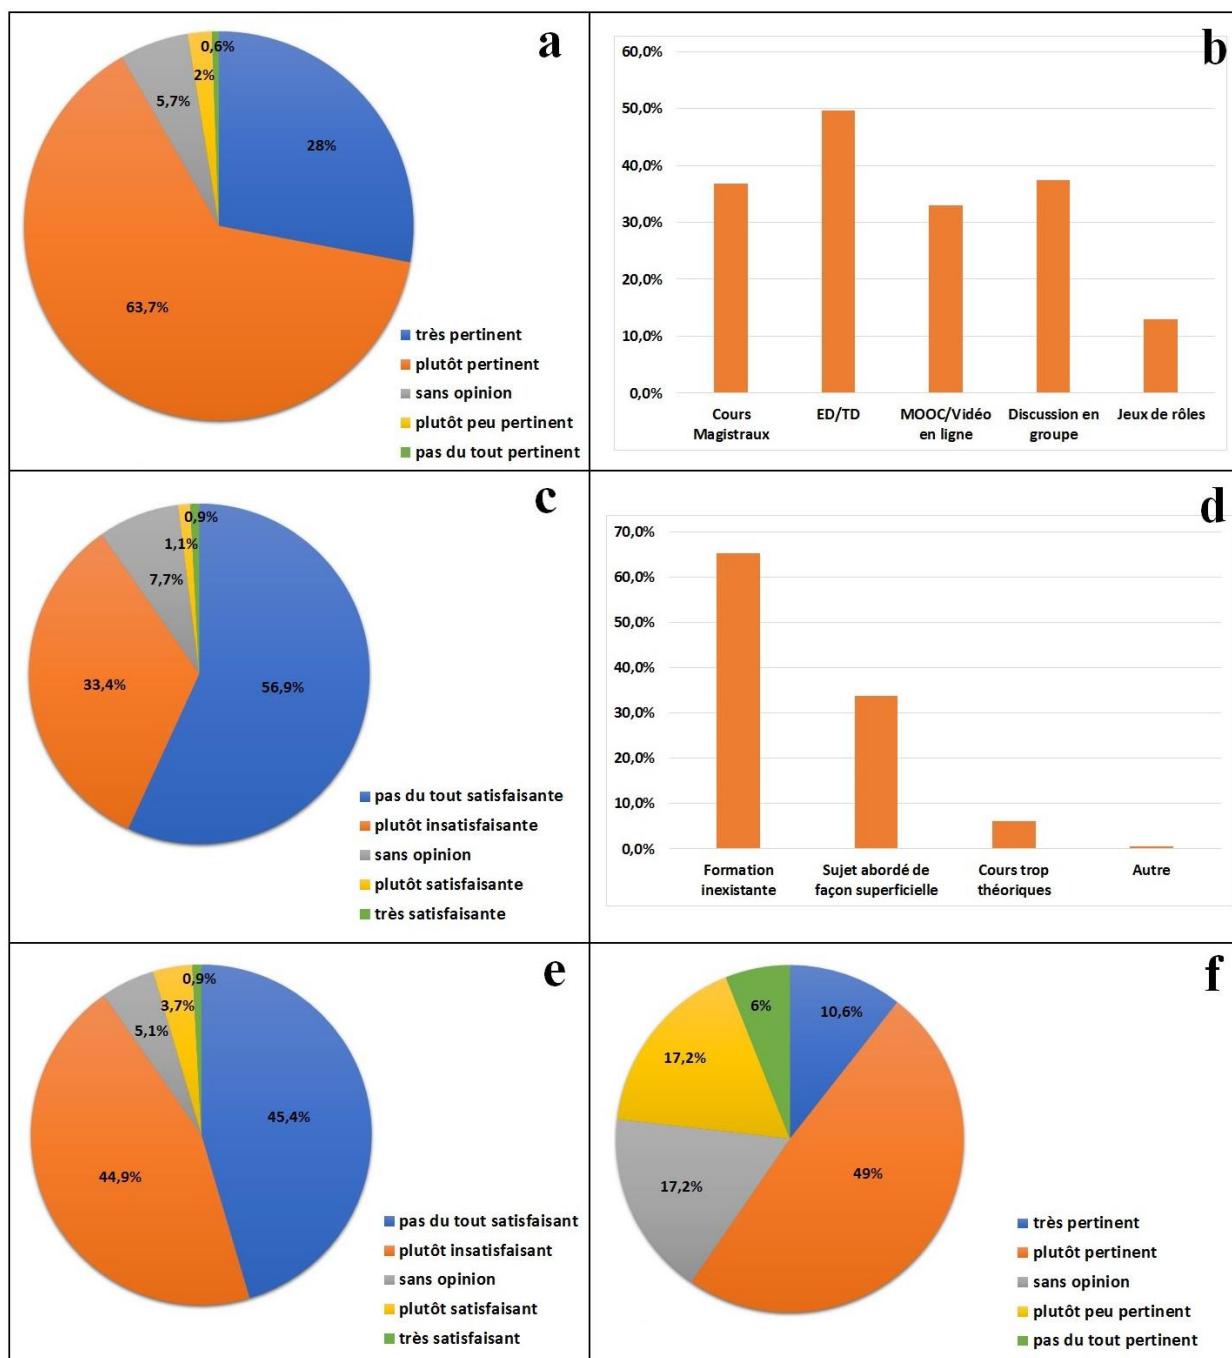 a
0,6%
2%
5,7%
28%
63,7%
très pertinent
plutôt pertinent
sans opinion
plutôt peu pertinent
pas du tout pertinent
b
60,0%
50,0%
40,0%
30,0%
20,0%
10,0%
0,0%
Cours
Magistraux
ED/TD
MOOC/Vidéo
en ligne
Discussion en
groupe
Jeux de rôles
c
0,9%
1,1%
7,7%
33,4%
56,9%
pas du tout satisfaisante
plutôt insatisfaisante
sans opinion
plutôt satisfaisante
très satisfaisante
d
70,0%
60,0%
50,0%
40,0%
30,0%
20,0%
10,0%
0,0%
Formation
inexistante
Sujet abordé de
façon superficielle
Cours trop
théoriques
Autre
e
0,9%
3,7%
5,1%
45,4%
44,9%
pas du tout satisfaisant
plutôt insatisfaisant
sans opinion
plutôt satisfaisant
très satisfaisant
f
6%
10,6%
17,2%
49%
17,2%
très pertinent
plutôt pertinent
sans opinion
plutôt peu pertinent
pas du tout pertinent